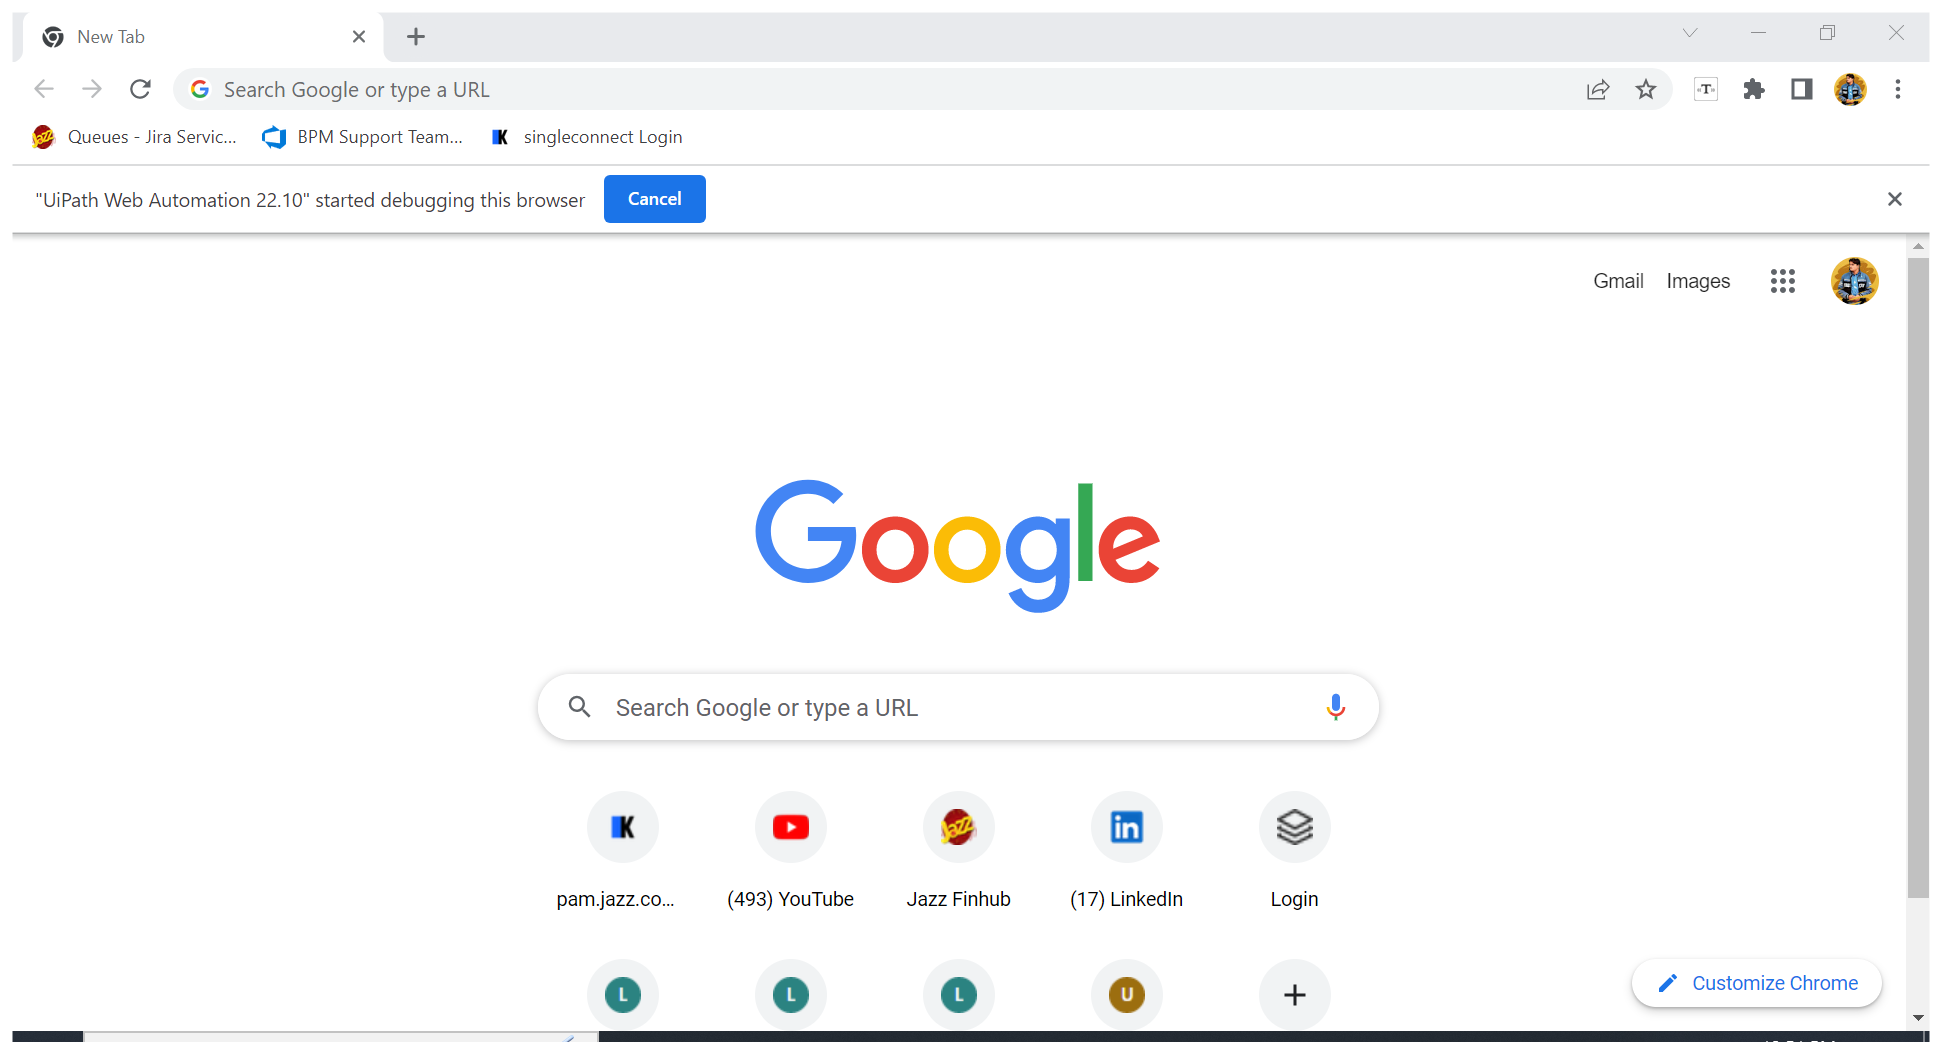 New Tab
Search Google or type a URL
Queues - Jira Servic... BPM Support Team... singleconnect Login
"UiPath Web Automation 22.10" started debugging this browser Cancel
Gmail Images
Google
Search Google or type a URL
pam.jazz.co... (493) YouTube Jazz Finhub (17) LinkedIn Login
L L L U
Customize Chrome